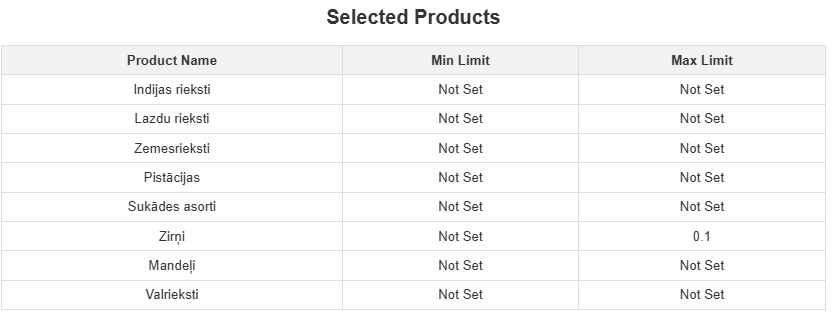 Selected Products
Product Name Min Limit Max Limit
Indijas rieksti Not Set Not Set
Lazdu rieksti Not Set Not Set
Zemesrieksti Not Set Not Set
Pistācijas Not Set Not Set
Sukādes asorti Not Set Not Set
Zirņi Not Set 0.1
Mandeļi Not Set Not Set
Valrieksti Not Set Not Set